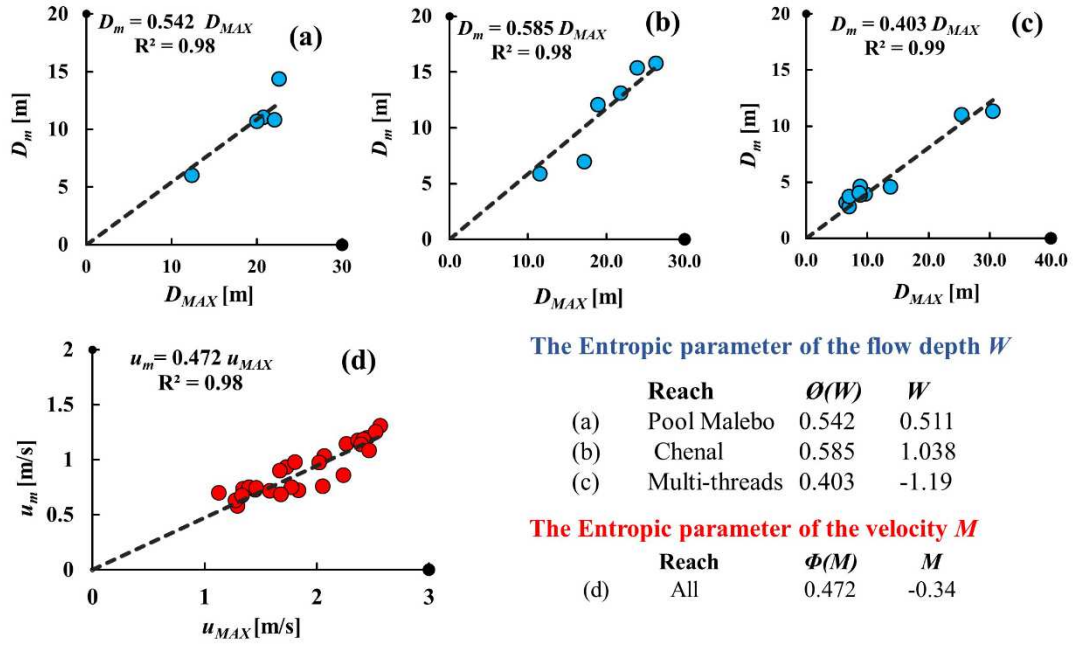 20
D_m = 0.542 D_MAX
R² = 0.98
(a)
15
10
5
0
D_m [m]
0 10 20 30
D_MAX [m]
20
D_m = 0.585 D_MAX
R² = 0.98
(b)
15
10
5
0
D_m [m]
0.0 10.0 20.0 30.0
D_MAX [m]
20
D_m = 0.403 D_MAX
R² = 0.99
(c)
15
10
5
0
D_m [m]
0.0 10.0 20.0 30.0 40.0
D_MAX [m]
2
u_m= 0.472 u_MAX
R² = 0.98
(d)
1.5
1
0.5
0
u_m [m/s]
0 1 2 3
u_MAX [m/s]
The Entropic parameter of the flow depth W
Reach Ø(W) W
(a) Pool Malebo 0.542 0.511
(b) Chenal 0.585 1.038
(c) Multi-threads 0.403 -1.19
The Entropic parameter of the velocity M
Reach Φ(M) M
(d) All 0.472 -0.34